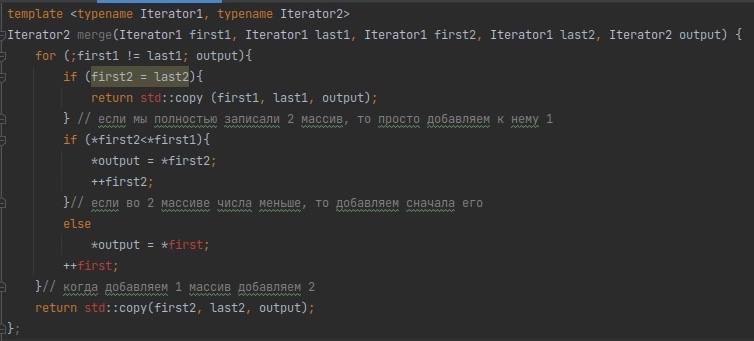 template <typename Iterator1, typename Iterator2>
Iterator2 merge(Iterator1 first1, Iterator1 last1, Iterator1 first2, Iterator1 last2, Iterator2 output) {
for (;first1 != last1; output){
if (first2 = last2){
return std::copy (first1, last1, output);
} // если мы полностью записали 2 массив, то просто добавляем к нему 1
if (*first2<*first1){
*output = *first2;
++first2;
}// если во 2 массиве числа меньше, то добавляем сначала его
else
*output = *first;
++first;
}// когда добавляем 1 массив добавляем 2
return std::copy(first2, last2, output);
};